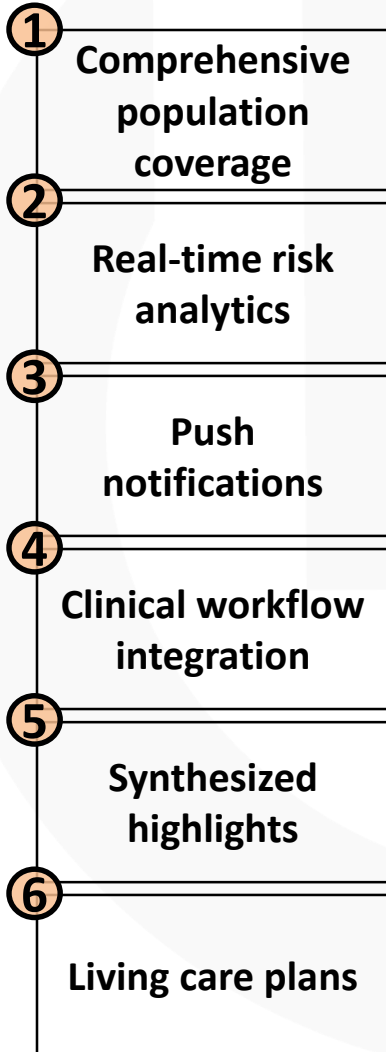 1
Comprehensive
population
coverage
2
Real-time risk
analytics
3
Push
notifications
4
Clinical workflow
integration
5
Synthesized
highlights
6
Living care plans